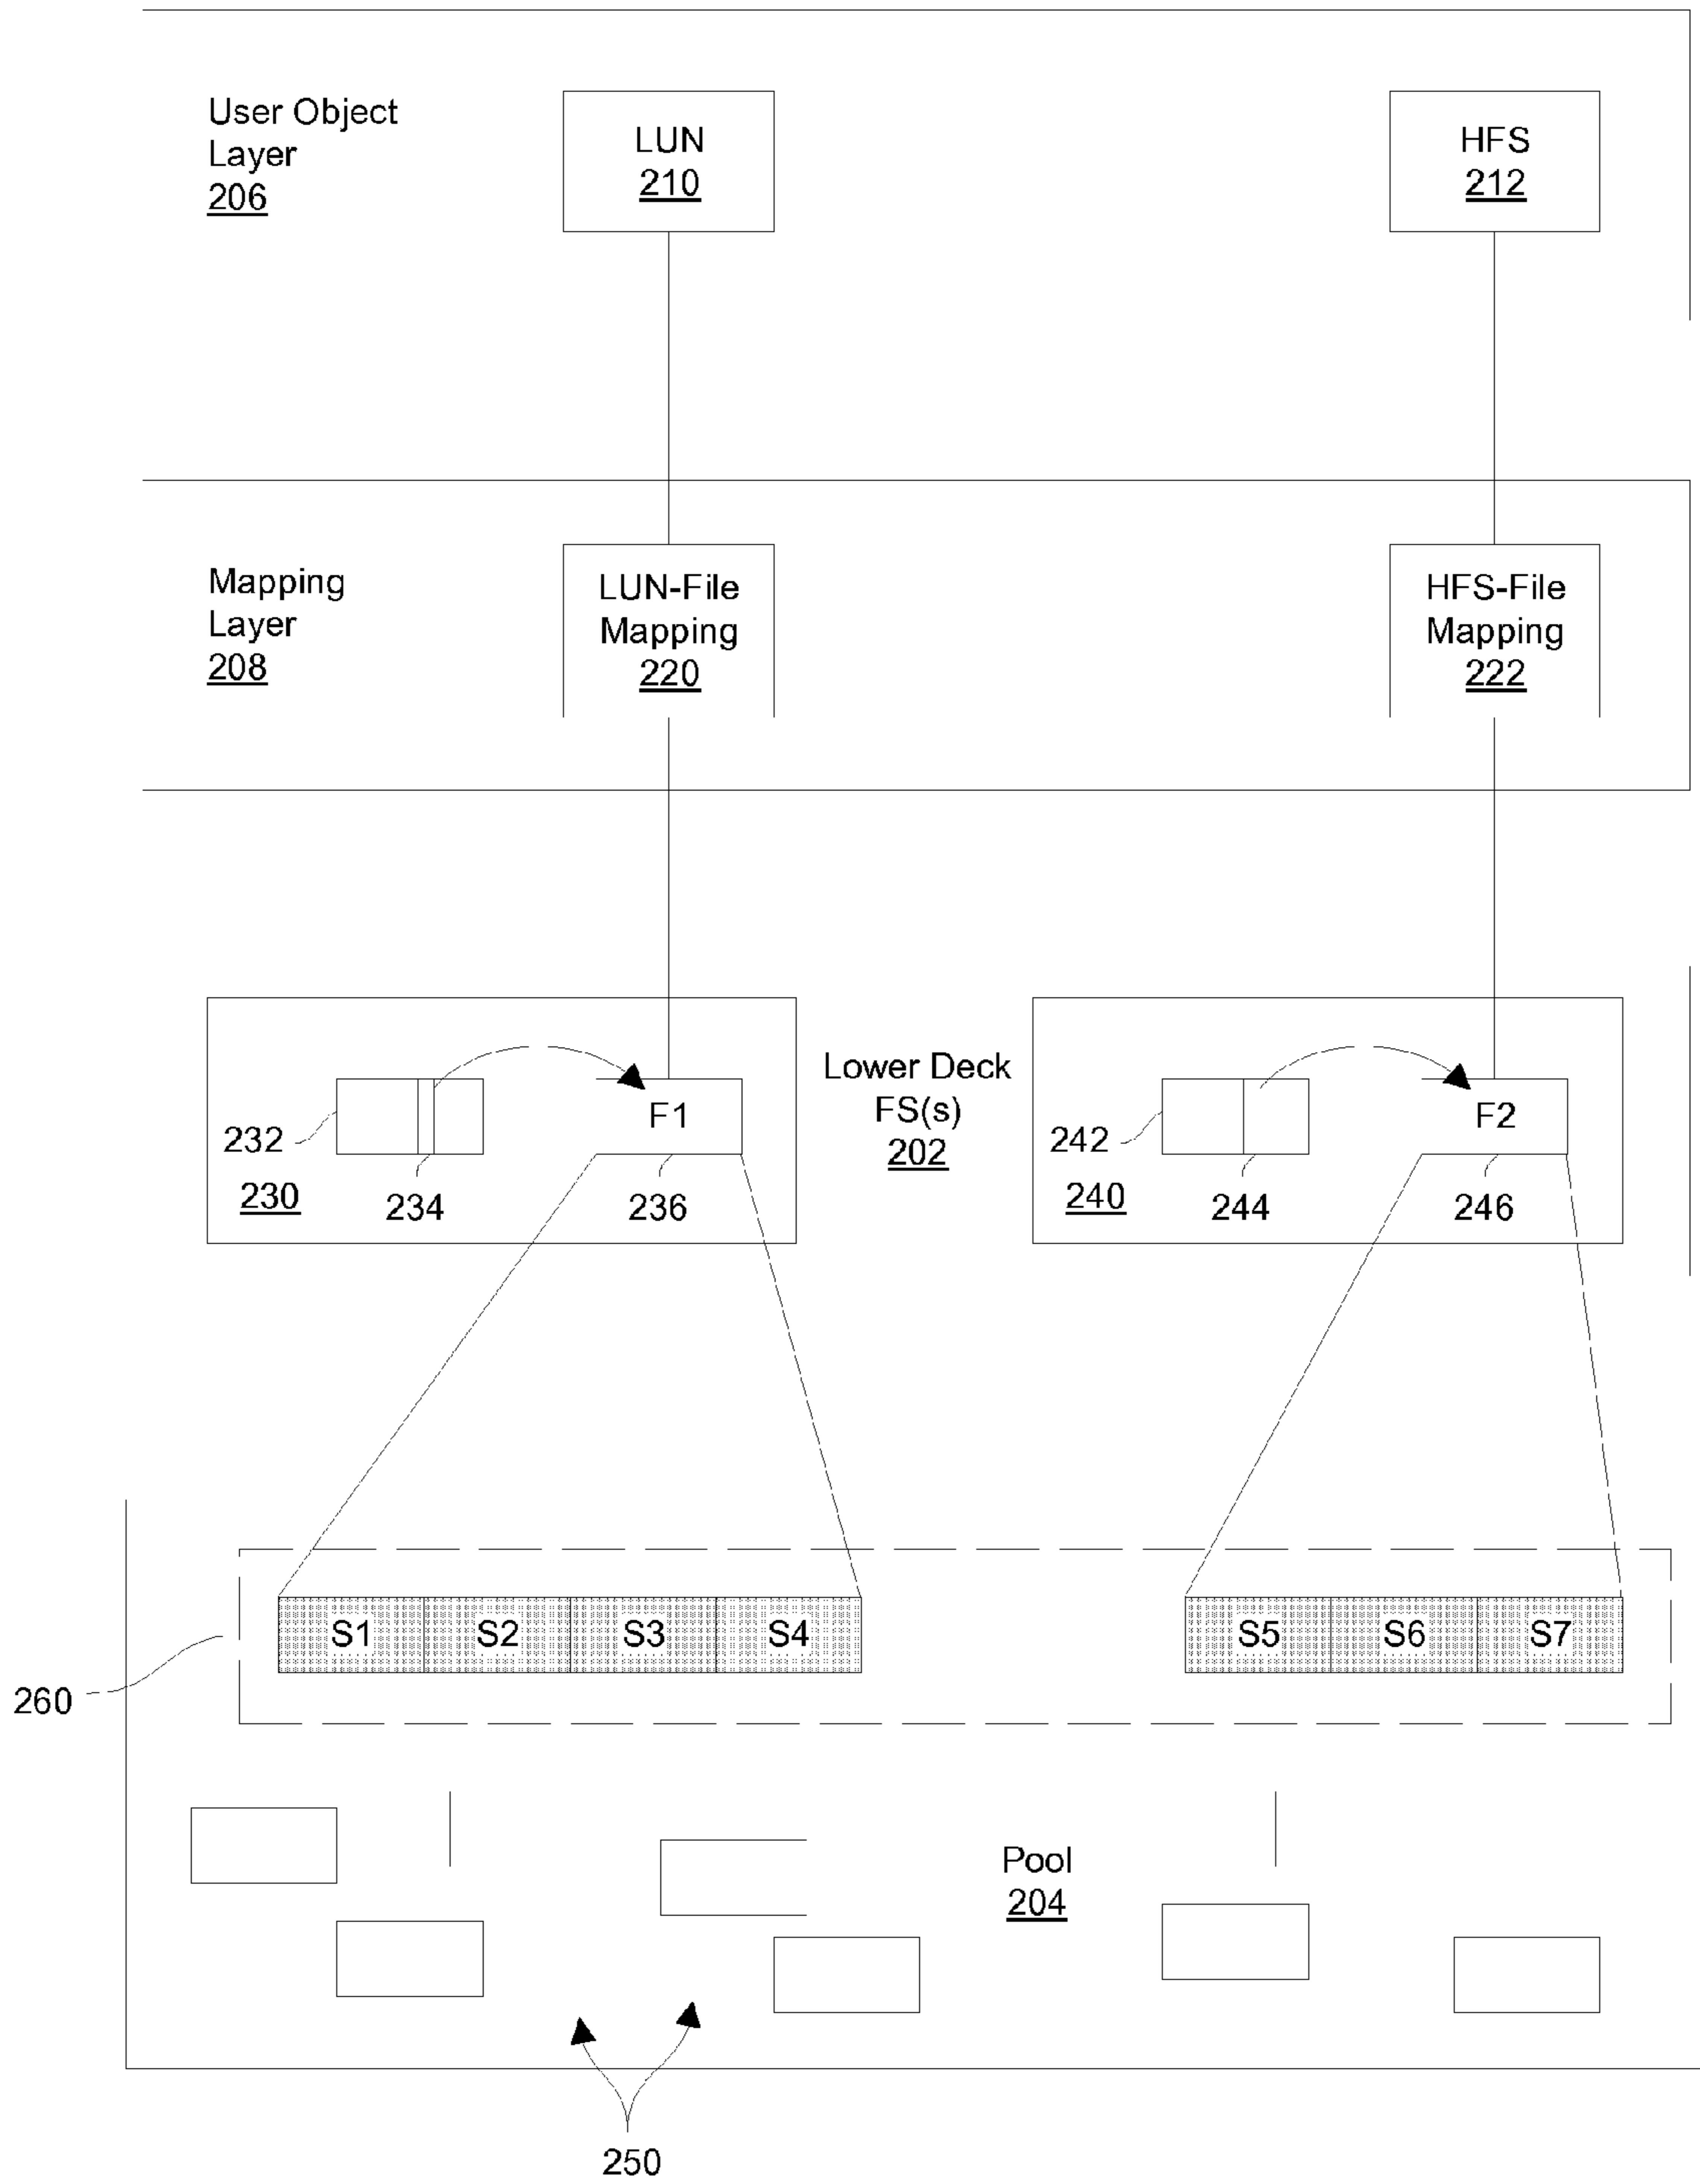 User Object
Layer
206
LUN
210
HFS
212
Mapping
Layer
208
LUN-File
Mapping
220
HFS-File
Mapping
222
Lower Deck
FS(s)
202
F1
232
230
234
236
F2
242
240
244
246
S1
S2
S3
S4
S5
S6
S7
260
Pool
204
250